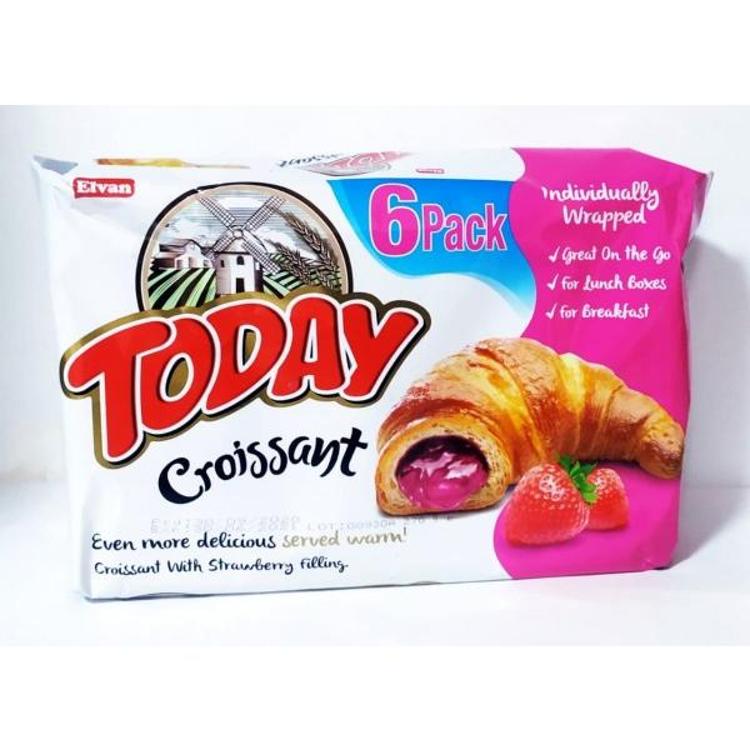 Elvan
6 Pack
Individually
Wrapped
✓ Great On the Go
✓ For Lunch Boxes
✓ For Breakfast
TODAY
Croissant
Even more delicious served warm!
Croissant With Strawberry Filling.